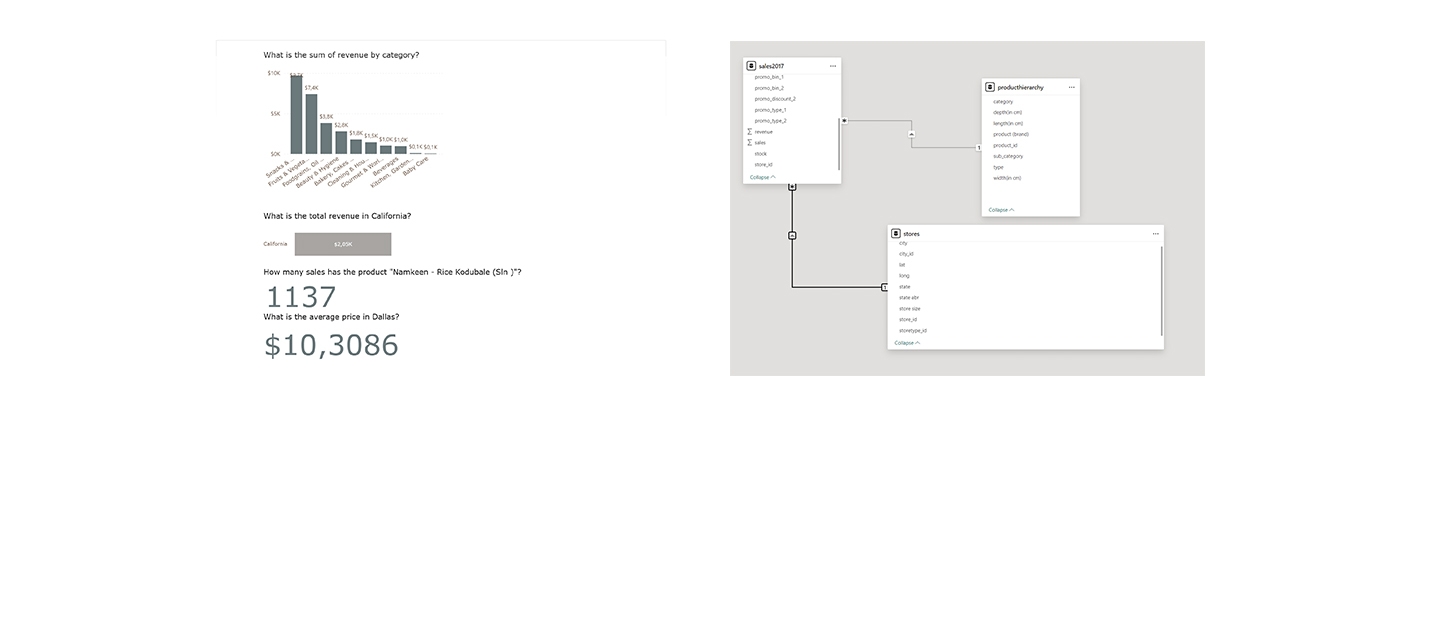 What is the sum of revenue by category?
$10K
$5K
$0K
$9,7K
$7,4K
$3,8K
$2,8K
$1,8K
$1,5K
$1,0K
$1,0K
$0,1K
$0,1K
Snacks & ...
Fruits & Vegeta...
Foodgrains, Oil ...
Beauty & Hygiene
Bakery, Cakes ...
Cleaning & Hou...
Gourmet & Worl...
Beverages
Kitchen, Garden...
Baby Care
What is the total revenue in California?
California
$2,05K
How many sales has the product "Namkeen - Rice Kodubale (Sln )"?
1137
What is the average price in Dallas?
$10,3086
sales2017
promo_bin_1
promo_bin_2
promo_discount_2
promo_type_1
promo_type_2
revenue
sales
stock
store_id
Collapse
1
producthierarchy
category
depth(in cm)
length(in cm)
product (brand)
product_id
sub_category
type
width(in cm)
Collapse
1
stores
city
city_id
lat
long
state
state abr
store size
store_id
storetype_id
Collapse